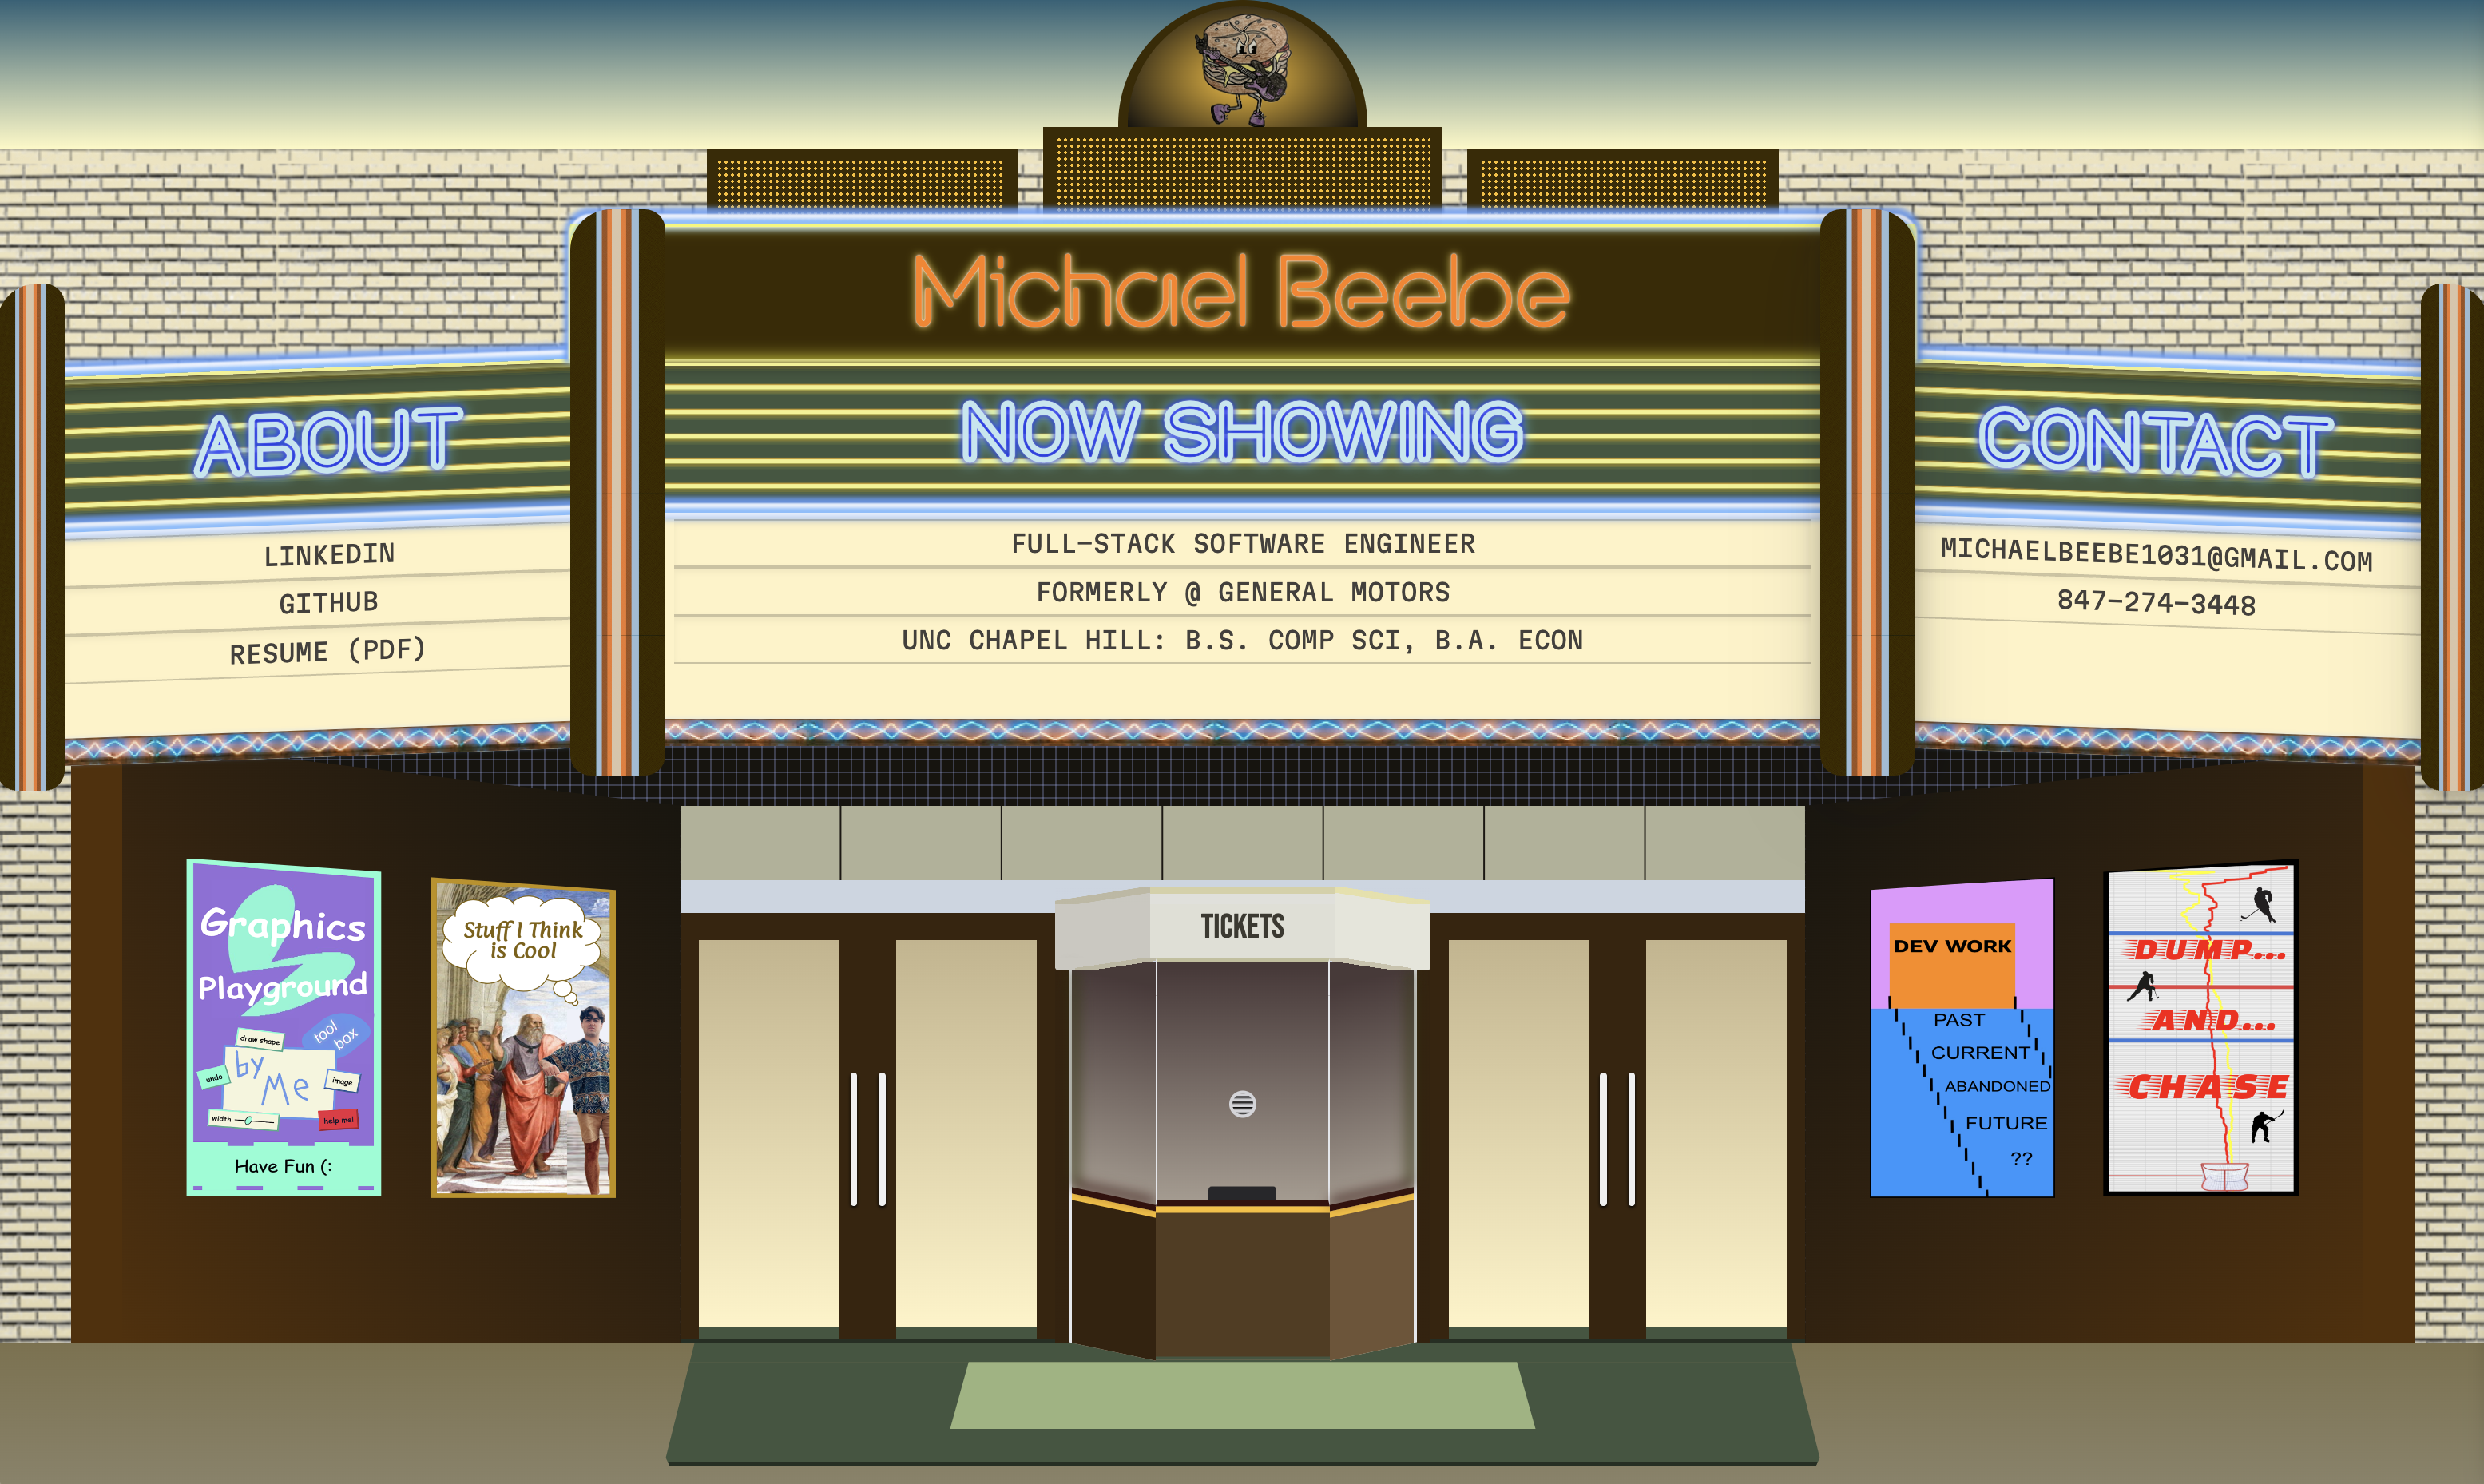 Michael Beebe
ABOUT
NOW SHOWING
CONTACT
LINKEDIN
GITHUB
RESUME (PDF)
FULL-STACK SOFTWARE ENGINEER
FORMERLY @ GENERAL MOTORS
UNC CHAPEL HILL: B.S. COMP SCI, B.A. ECON
MICHAELBEEBE1031@GMAIL.COM
847-274-3448
Graphics
Playground
tool
box
draw shape
by
Me
undo
image
width
help me!
Have Fun (:
Stuff I Think
is Cool
TICKETS
DEV WORK
PAST
CURRENT
ABANDONED
FUTURE
??
DUMP....
AND....
CHASE